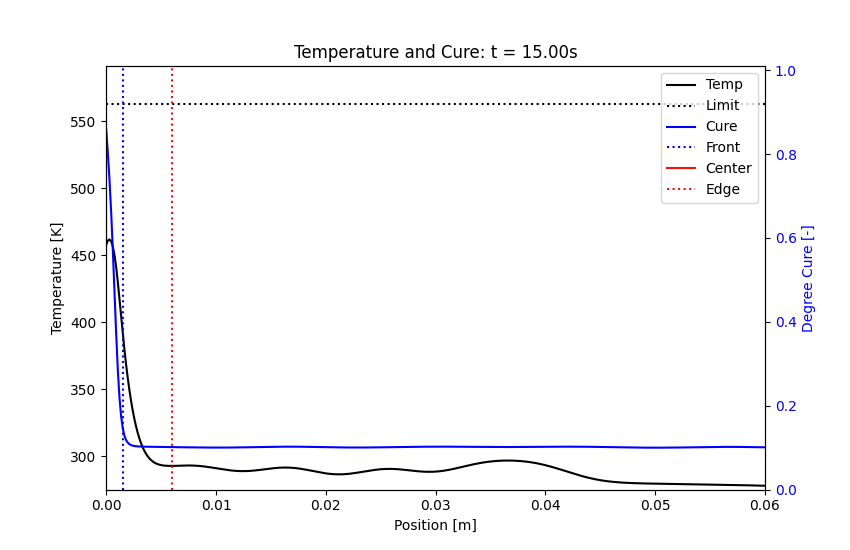 Temperature and Cure: t = 15.00s
Temp
Limit
Cure
Front
Center
Edge
Temperature [K]
550
500
450
400
350
300
Degree Cure [-]
1.0
0.8
0.6
0.4
0.2
0.0
0.00 0.01 0.02 0.03 0.04 0.05 0.06
Position [m]